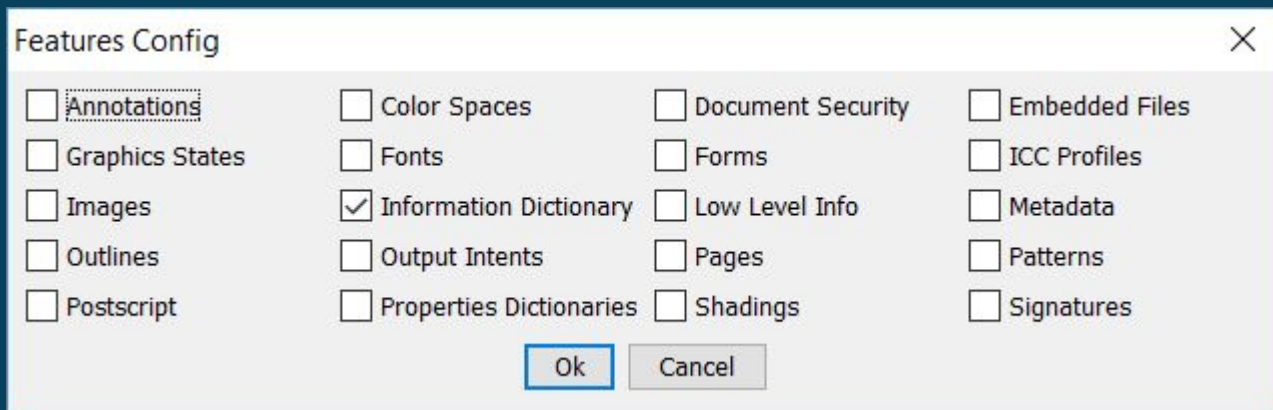 Features Config
Annotations Color Spaces Document Security Embedded Files
Graphics States Fonts Forms ICC Profiles
Images Information Dictionary Low Level Info Metadata
Outlines Output Intents Pages Patterns
Postscript Properties Dictionaries Shadings Signatures
Ok Cancel